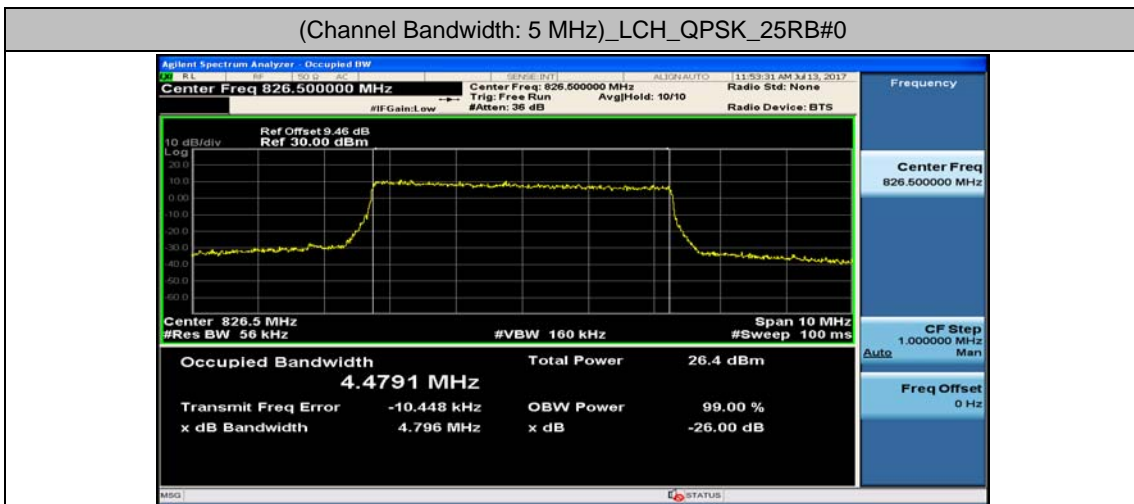 (Channel Bandwidth: 5 MHz)_LCH_QPSK_25RB#0
Agilent Spectrum Analyzer - Occupied BW
RL RF 50 Ω AC SENSE:INT ALIGN AUTO 11:53:31 AM Jul 13, 2017
Center Freq 826.500000 MHz Center Freq: 826.500000 MHz Radio Std: None
Trig: Free Run Avg|Hold: 10/10
#IFGain:Low #Atten: 36 dB Radio Device: BTS
Ref Offset 9.46 dB
10 dB/div Ref 30.00 dBm
Log
20.0
10.0
0.00
-10.0
-20.0
-30.0
-40.0
-50.0
-60.0
Center 826.5 MHz Span 10 MHz
#Res BW 56 kHz #VBW 160 kHz #Sweep 100 ms
Occupied Bandwidth Total Power 26.4 dBm
4.4791 MHz
Transmit Freq Error -10.448 kHz OBW Power 99.00 %
x dB Bandwidth 4.796 MHz x dB -26.00 dB
MSG STATUS
Frequency
Center Freq
826.500000 MHz
CF Step
1.000000 MHz
Auto Man
Freq Offset
0 Hz